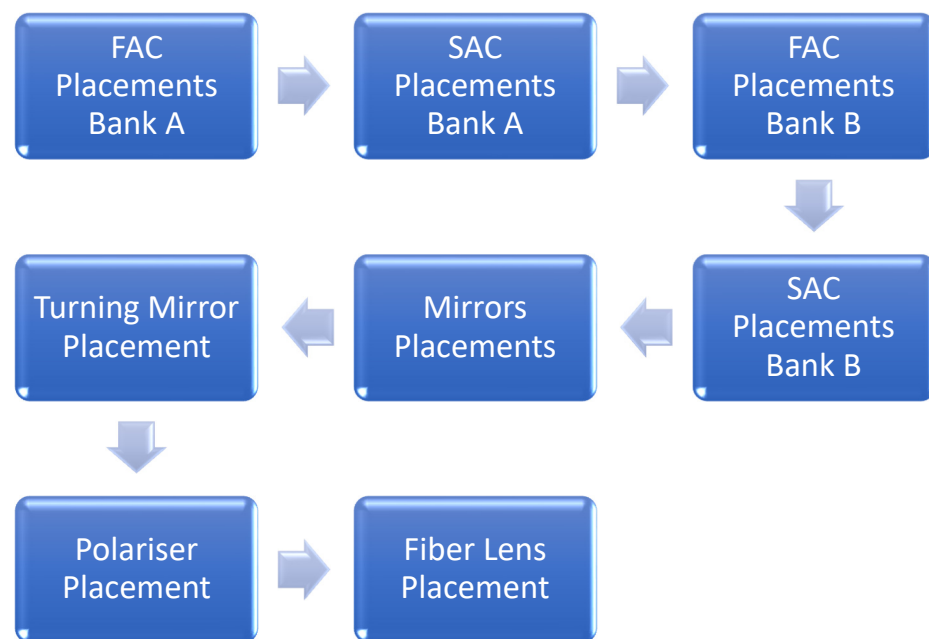 FAC
Placements
Bank A
SAC
Placements
Bank A
FAC
Placements
Bank B
SAC
Placements
Bank B
Mirrors
Placements
Turning Mirror
Placement
Polariser
Placement
Fiber Lens
Placement